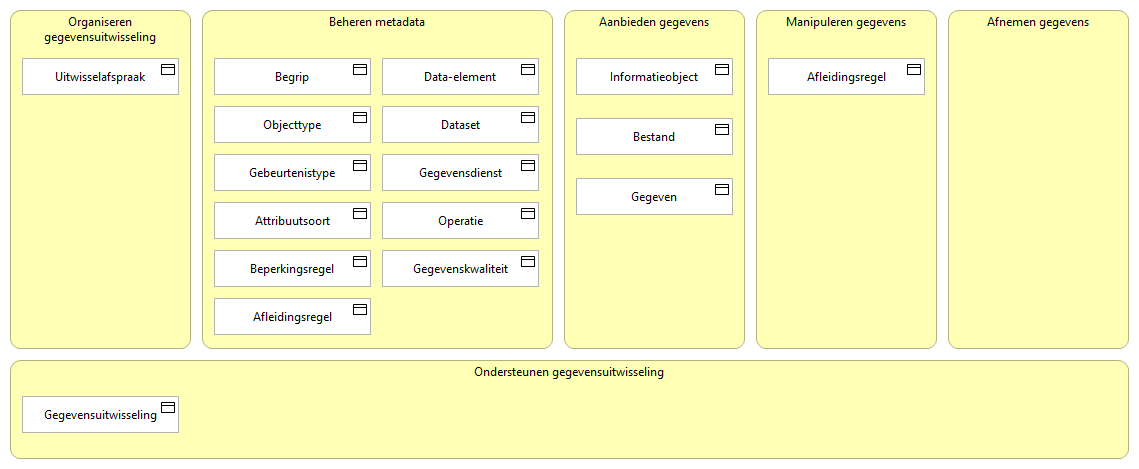 Organiseren
gegevensuitwisseling
Uitwisselafspraak
Beheren metadata
Begrip
Data-element
Objecttype
Dataset
Gebeurtenistype
Gegevensdienst
Attribuutsoort
Operatie
Beperkingsregel
Gegevenskwaliteit
Afleidingsregel
Aanbieden gegevens
Informatieobject
Bestand
Gegeven
Manipuleren gegevens
Afleidingsregel
Afnemen gegevens
Ondersteunen gegevensuitwisseling
Gegevensuitwisseling